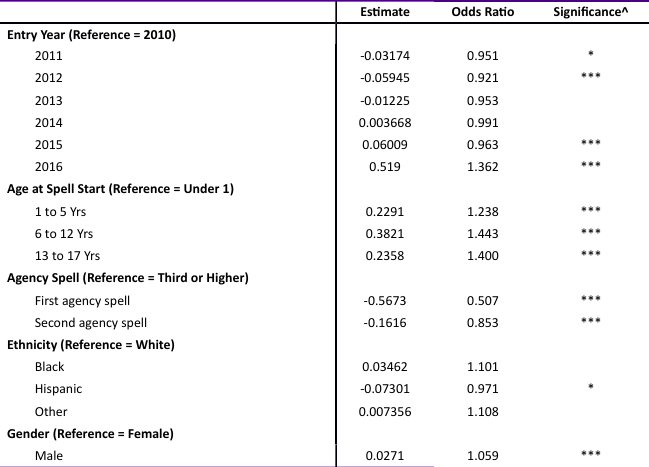 Estimate Odds Ratio Significance^
Entry Year (Reference = 2010)
2011 -0.03174 0.951 *
2012 -0.05945 0.921 ***
2013 -0.01225 0.953
2014 0.003668 0.991
2015 0.06009 0.963 ***
2016 0.519 1.362 ***
Age at Spell Start (Reference = Under 1)
1 to 5 Yrs 0.2291 1.238 ***
6 to 12 Yrs 0.3821 1.443 ***
13 to 17 Yrs 0.2358 1.400 ***
Agency Spell (Reference = Third or Higher)
First agency spell -0.5673 0.507 ***
Second agency spell -0.1616 0.853 ***
Ethnicity (Reference = White)
Black 0.03462 1.101
Hispanic -0.07301 0.971 *
Other 0.007356 1.108
Gender (Reference = Female)
Male 0.0271 1.059 ***